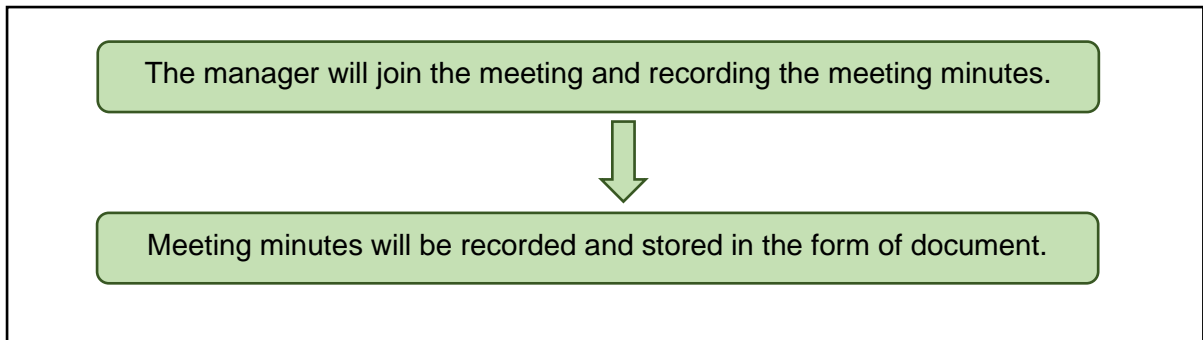 The manager will join the meeting and recording the meeting minutes.
Meeting minutes will be recorded and stored in the form of document.